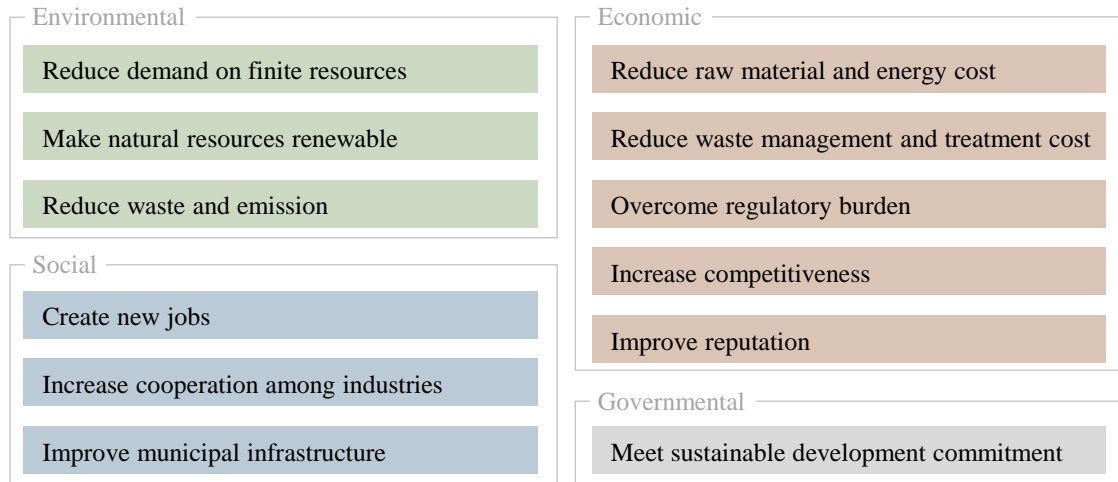 Environmental
Reduce demand on finite resources
Make natural resources renewable
Reduce waste and emission
Social
Create new jobs
Increase cooperation among industries
Improve municipal infrastructure
Economic
Reduce raw material and energy cost
Reduce waste management and treatment cost
Overcome regulatory burden
Increase competitiveness
Improve reputation
Governmental
Meet sustainable development commitment